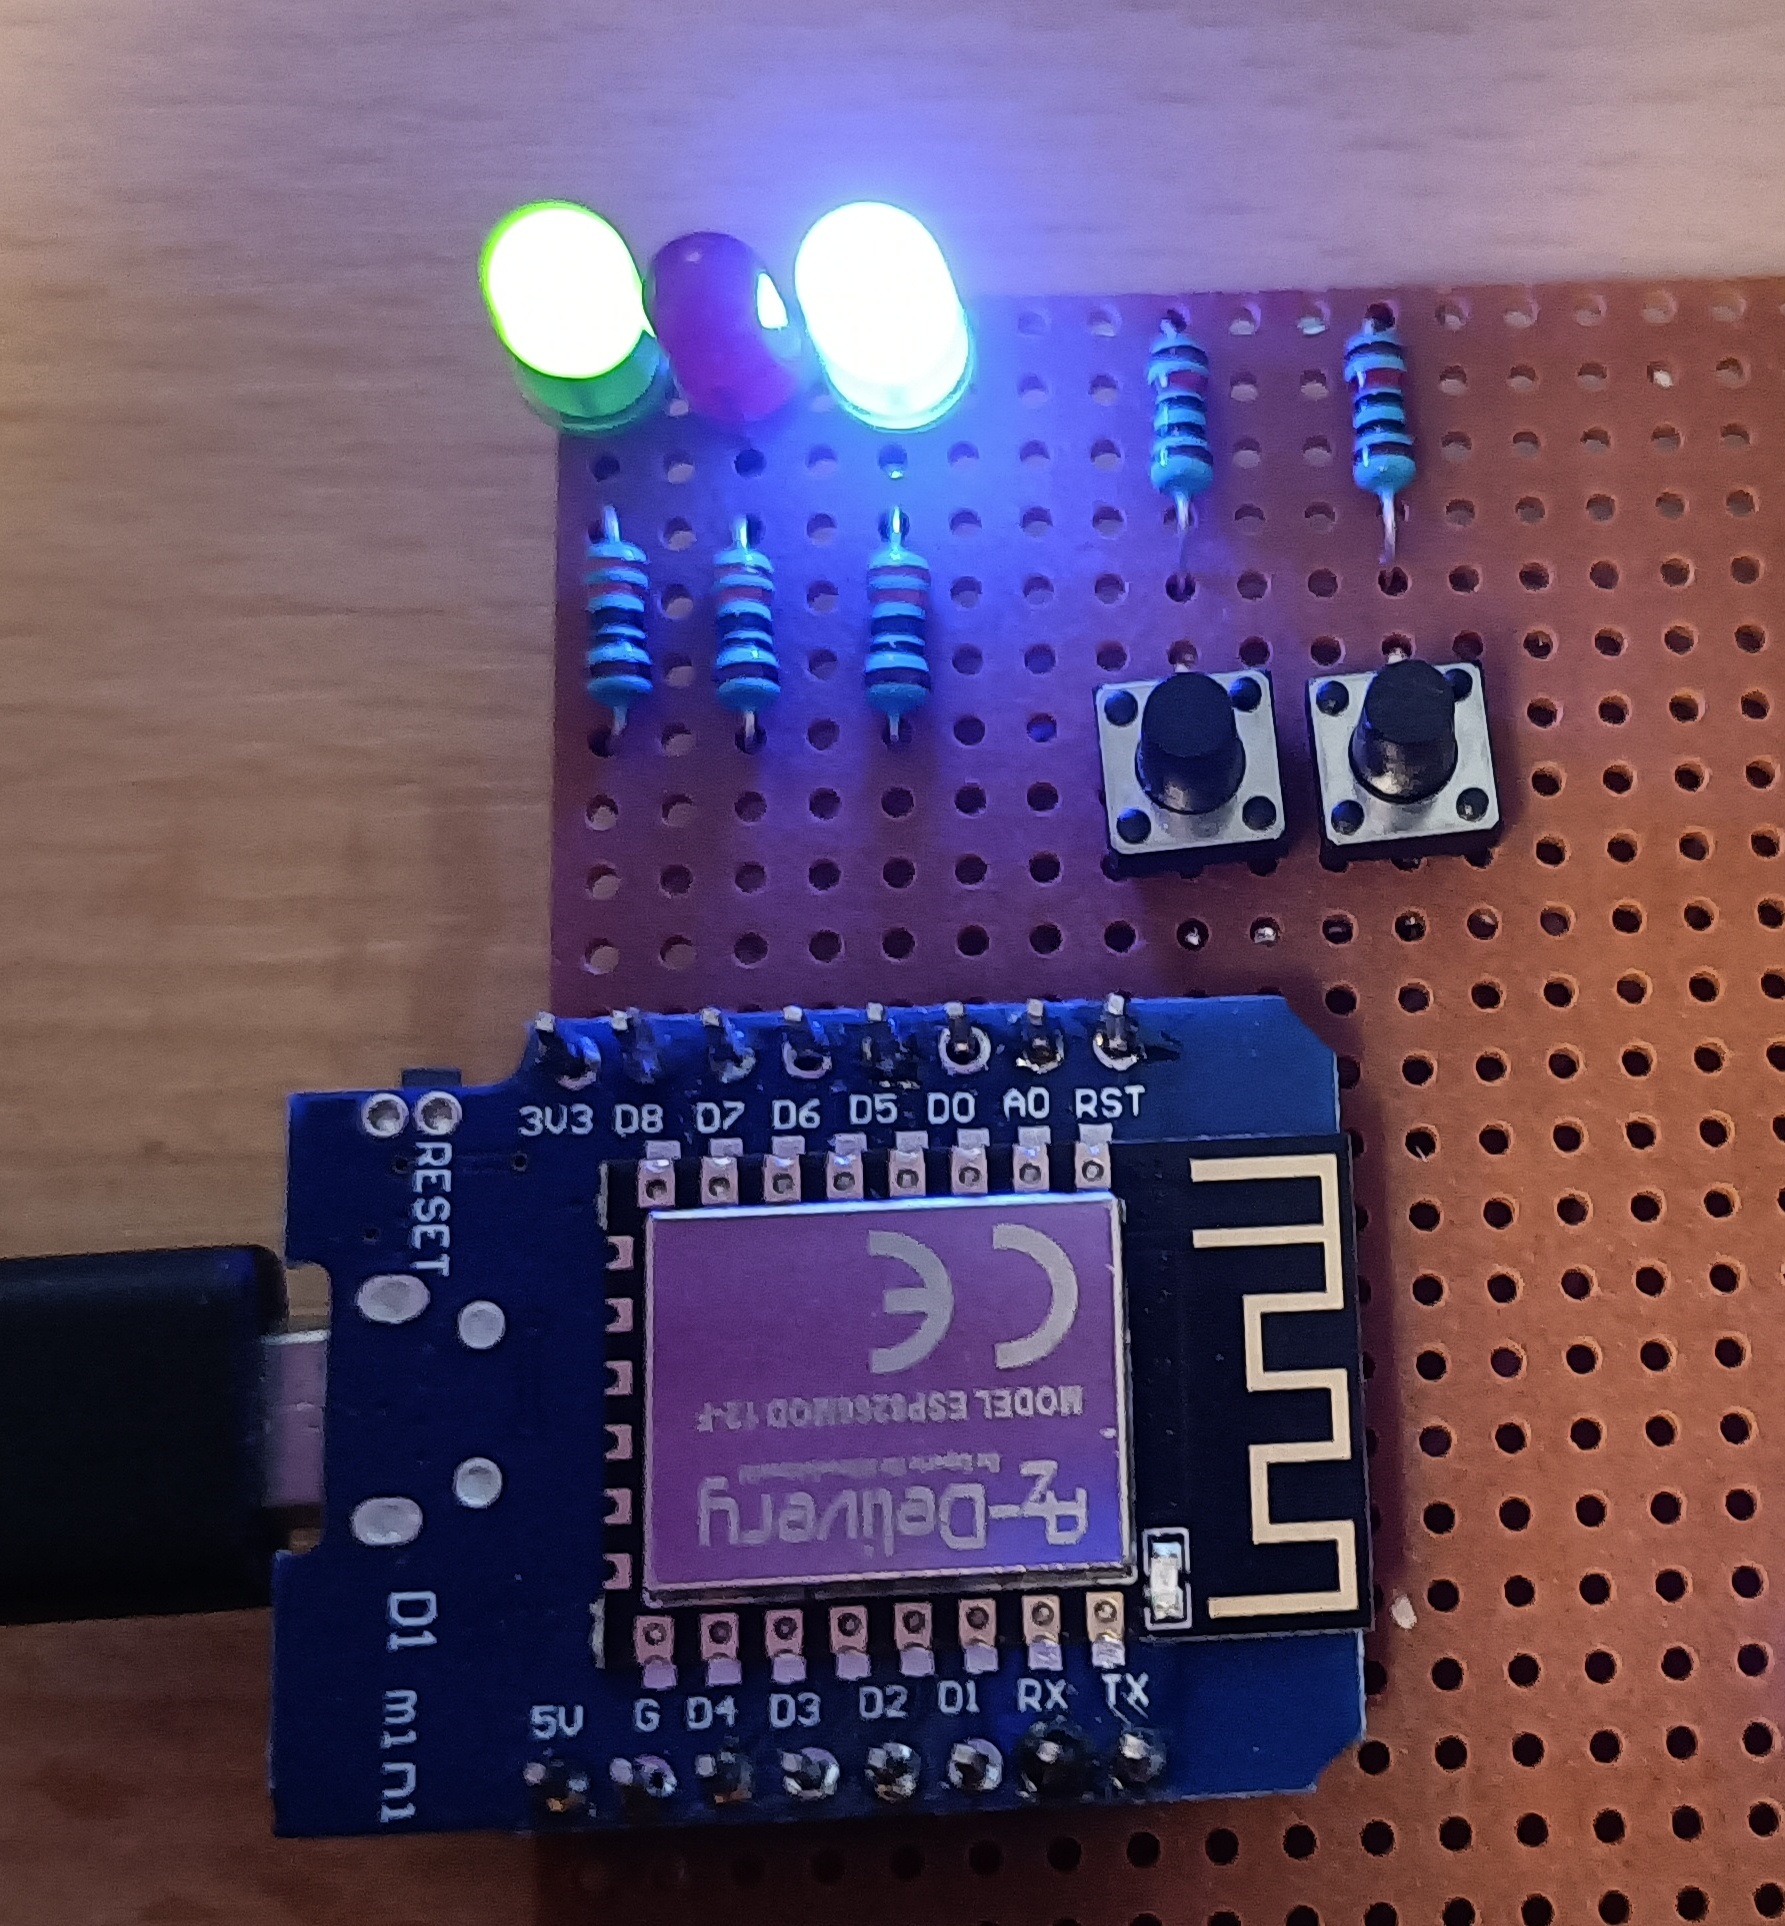 3V3 D8 D7 D6 D5 D0 A0 RST
RESET
CE
MODEL ESP8266MOD 12-F
AZ-Delivery
D1 mini
5V G D4 D3 D2 D1 RX TX